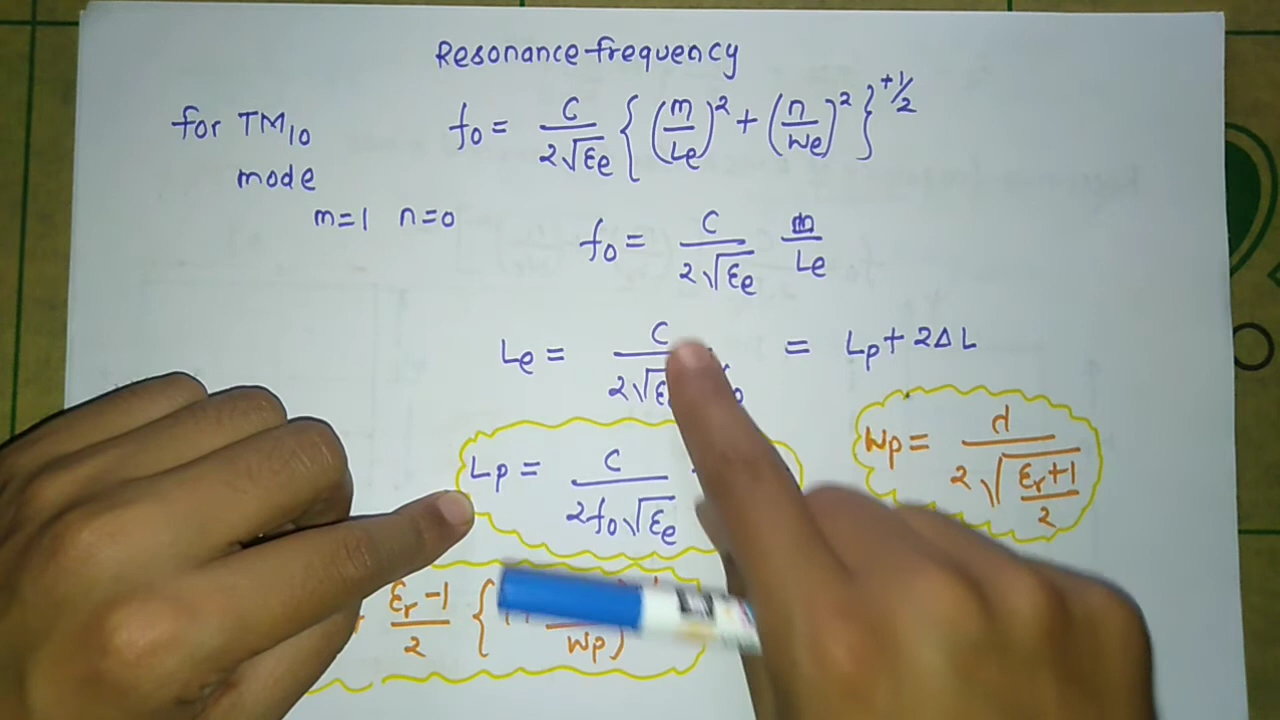 Resonance frequency
for TM10 mode
m=1 n=0
f0 = C / 2√εe { (m/Le)² + (n/We)² }^+1/2
f0 = C / 2√εe m/Le
Le = C / 2√ε = Lp + 2ΔL
Lp = C / 2f0√εe
Wp = d / 2√((εr+1)/2)
εr-1 / 2 { Wp)